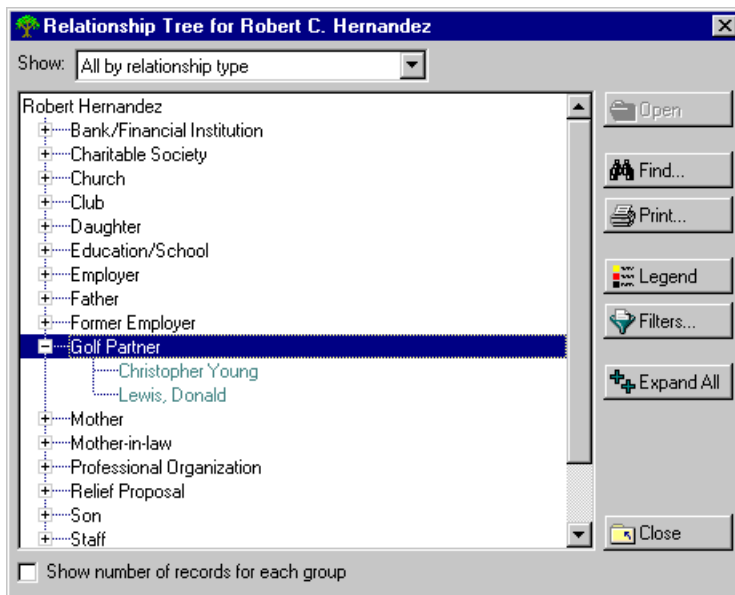 Relationship Tree for Robert C. Hernandez
Show: All by relationship type
Robert Hernandez
Bank/Financial Institution
Charitable Society
Church
Club
Daughter
Education/School
Employer
Father
Former Employer
Golf Partner
Christopher Young
Lewis, Donald
Mother
Mother-in-law
Professional Organization
Relief Proposal
Son
Staff
Open
Find...
Print...
Legend
Filters...
Expand All
Close
Show number of records for each group